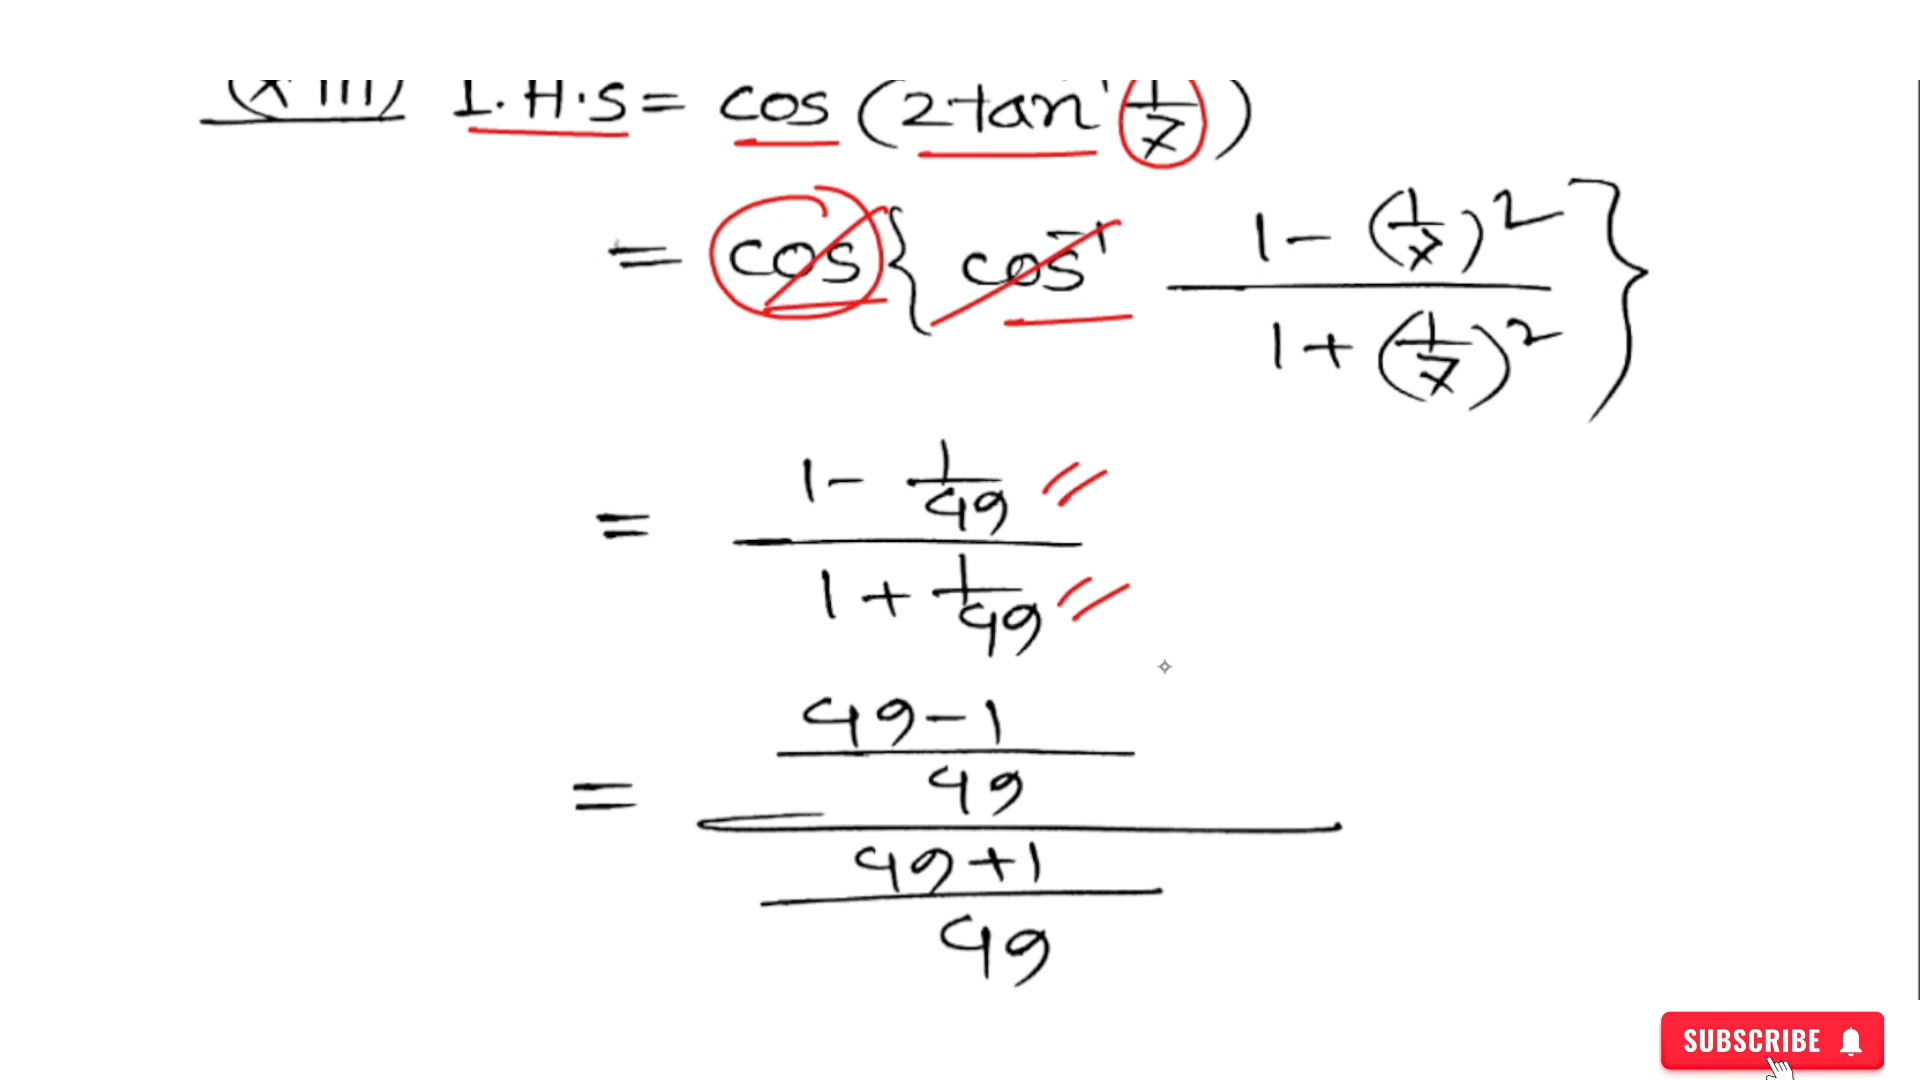 (XIII) L.H.S = cos (2 tan⁻¹ 1/7)
= cos { cos⁻¹ (1 - (1/7)²) / (1 + (1/7)²) }
= (1 - 1/49) / (1 + 1/49)
= ((49 - 1) / 49) / ((49 + 1) / 49)
SUBSCRIBE